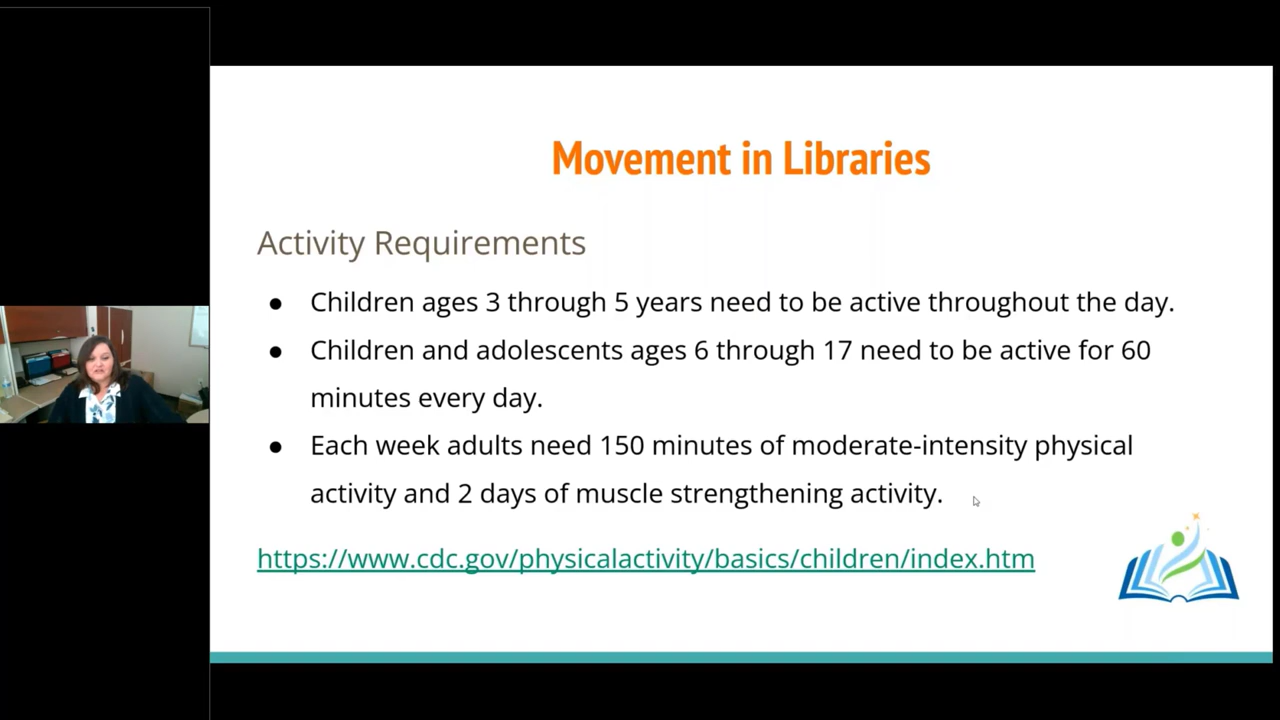 Movement in Libraries
Activity Requirements
● Children ages 3 through 5 years need to be active throughout the day.
● Children and adolescents ages 6 through 17 need to be active for 60
minutes every day.
● Each week adults need 150 minutes of moderate-intensity physical
activity and 2 days of muscle strengthening activity.
https://www.cdc.gov/physicalactivity/basics/children/index.htm